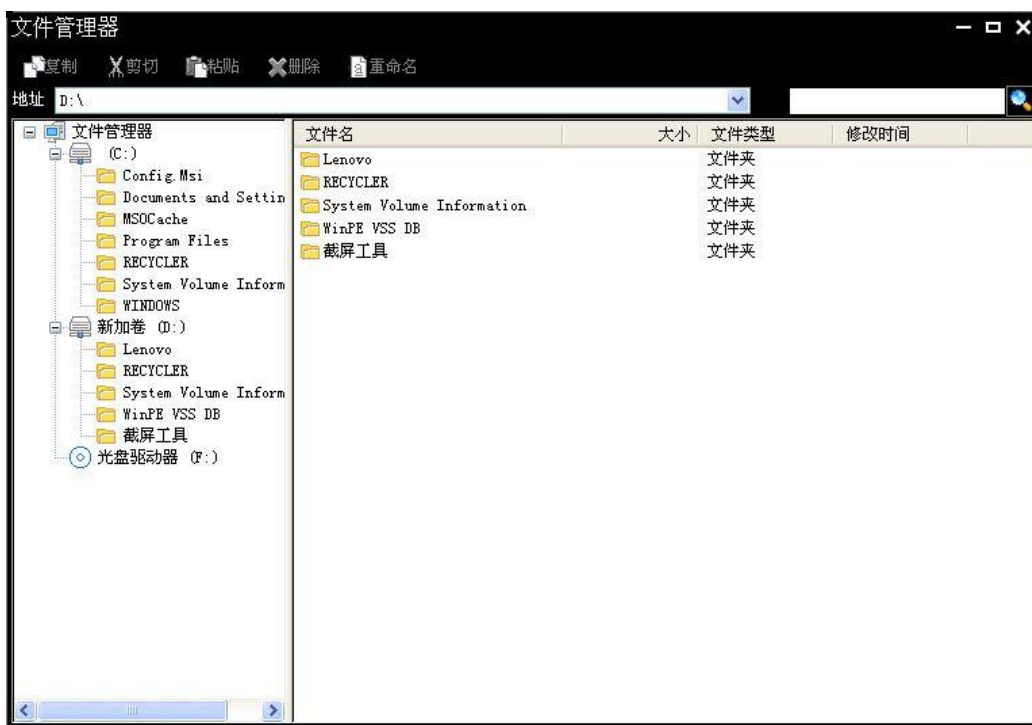 文件管理器
复制 剪切 粘贴 删除 重命名
地址 D:\
文件管理器
(C:)
Config.Msi
Documents and Settin
MSOCache
Program Files
RECYCLER
System Volume Inform
WINDOWS
新加卷 (D:)
Lenovo
RECYCLER
System Volume Inform
WinPE VSS DB
截屏工具
光盘驱动器 (F:)
文件名 大小 文件类型 修改时间
Lenovo 文件夹
RECYCLER 文件夹
System Volume Information 文件夹
WinPE VSS DB 文件夹
截屏工具 文件夹